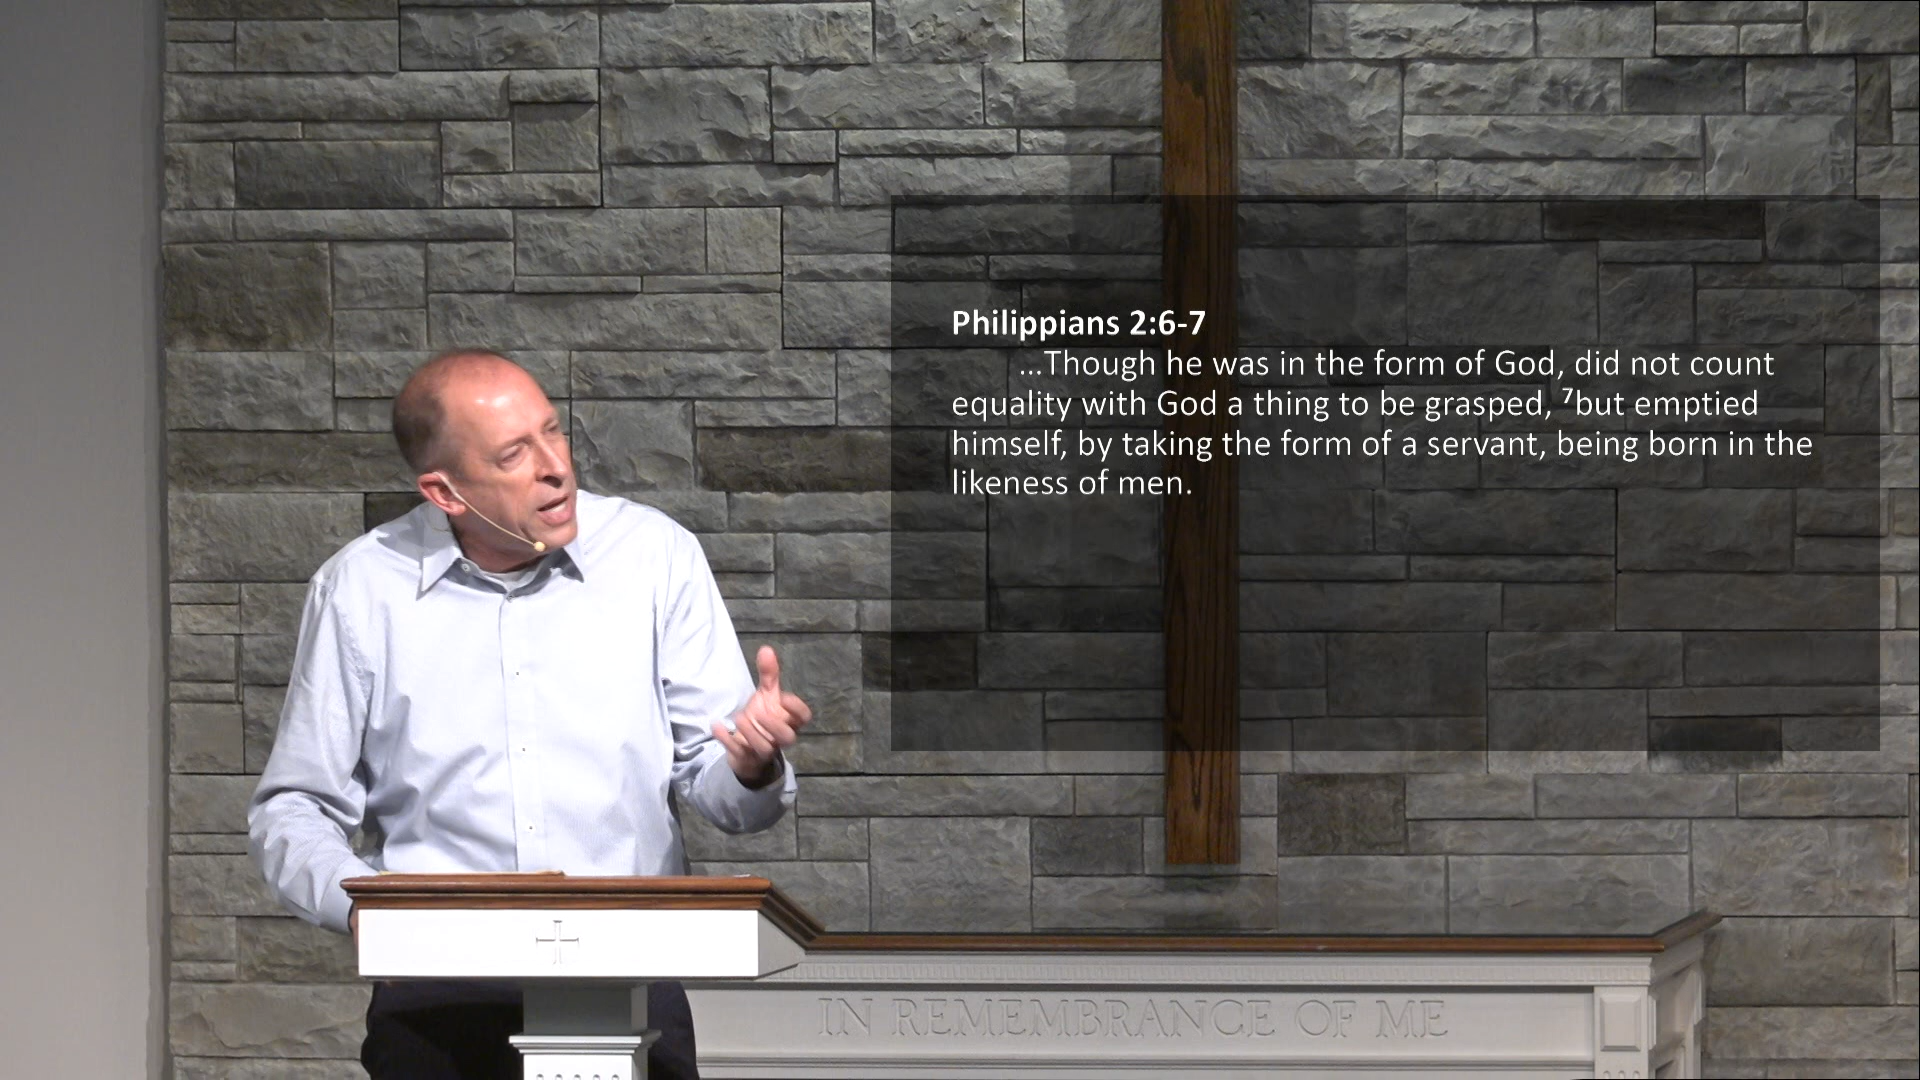 Philippians 2:6-7
...Though he was in the form of God, did not count
equality with God a thing to be grasped, ⁷but emptied
himself, by taking the form of a servant, being born in the
likeness of men.
IN REMEMBRANCE OF ME